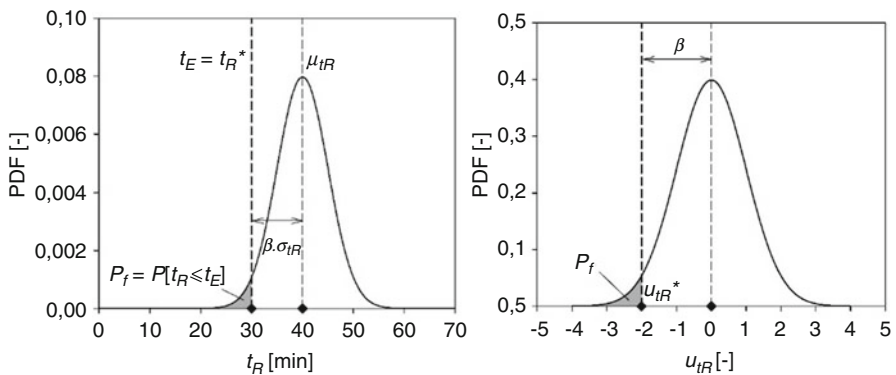 0,10
0,08
0,006
0,004
0,002
0,00
PDF [-]
t_E = t_R*
μ_tR
β.σ_tR
P_f = P[t_R⩽t_E]
0 10 20 30 40 50 60 70
t_R [min]
0,5
0,4
0,3
0,2
0,1
0,5
PDF [-]
β
P_f
u_tR*
-5 -4 -3 -2 -1 0 1 2 3 4 5
u_tR [-]